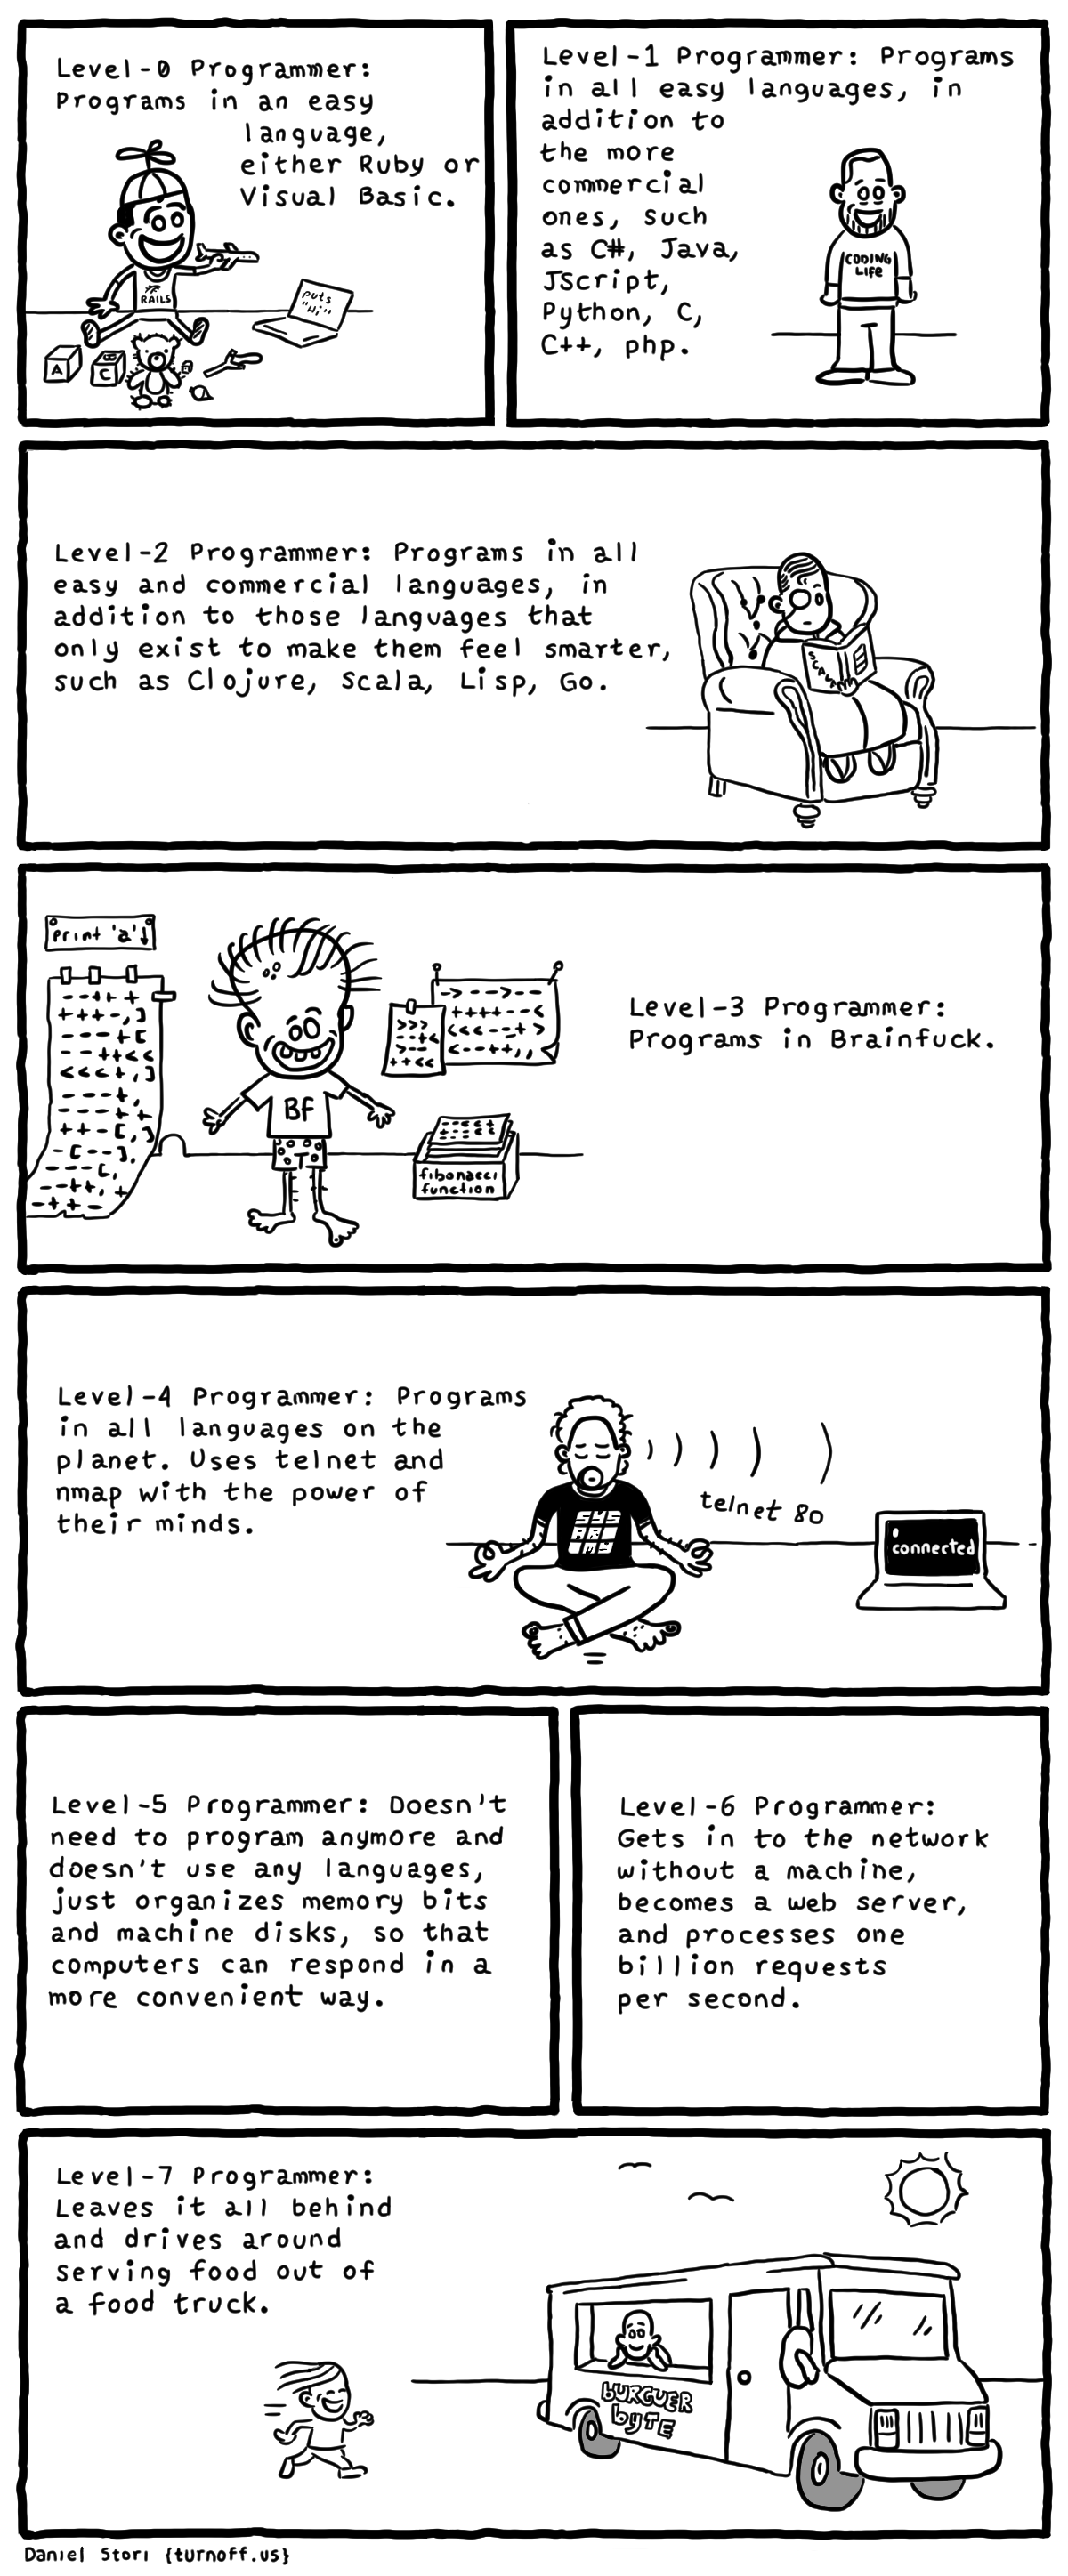 Level-0 Programmer:
Programs in an easy
language,
either Ruby or
Visual Basic.
RAILS
puts
"Hi"
A
C
Level-1 Programmer: Programs
in all easy languages, in
addition to
the more
commercial
ones, such
as C#, Java,
JScript,
Python, C,
C++, php.
CODING
LiFe
Level-2 Programmer: Programs in all
easy and commercial languages, in
addition to those languages that
only exist to make them feel smarter,
such as Clojure, Scala, Lisp, Go.
SCALA
print 'a'↓
--++ +
+++-,]
---+[
--++<<
<<<+,]
---+,
---++
++-[,]
-[--],
---[,
--++, +
-++-
>>>
--+<
>--
++<<
-> -->--
++++--<
<<<--+ >
<--++,,
BF
fibonacci
function
Level-3 Programmer:
Programs in Brainfuck.
Level-4 Programmer: Programs
in all languages on the
planet. Uses telnet and
nmap with the power of
their minds.
SYS
AR
MY
telnet 80
connected
Level-5 Programmer: Doesn't
need to program anymore and
doesn't use any languages,
just organizes memory bits
and machine disks, so that
computers can respond in a
more convenient way.
Level-6 Programmer:
Gets in to the network
without a machine,
becomes a web server,
and processes one
billion requests
per second.
Level-7 Programmer:
Leaves it all behind
and drives around
serving food out of
a food truck.
BURGUER
byTE
Daniel Stori {turnoff.us}